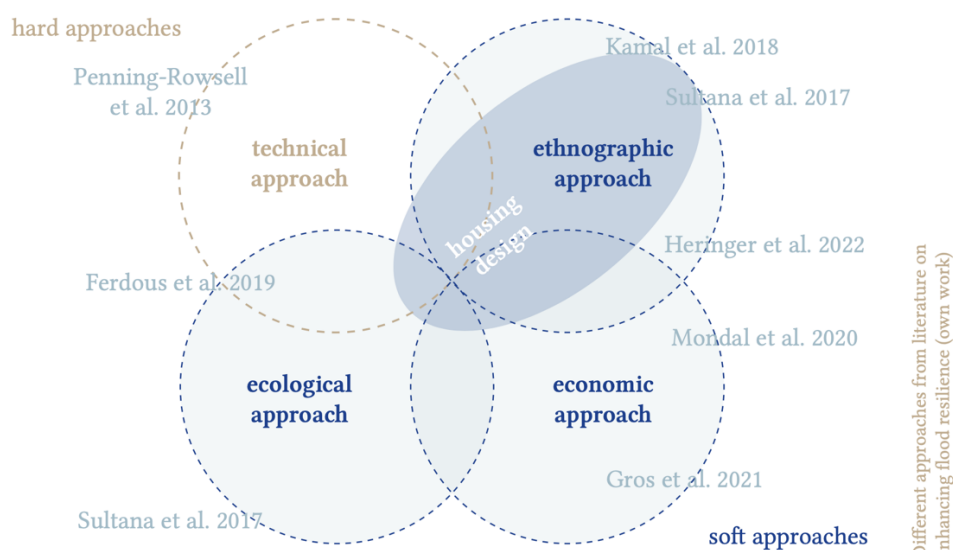 hard approaches
Penning-Rowsell
et al. 2013
Kamal et al. 2018
Sultana et al. 2017
technical
approach
ethnographic
approach
housing
design
Heringer et al. 2022
Ferdous et al. 2019
Mondal et al. 2020
ecological
approach
economic
approach
Gros et al. 2021
Sultana et al. 2017
soft approaches
Different approaches from literature on
enhancing flood resilience (own work)